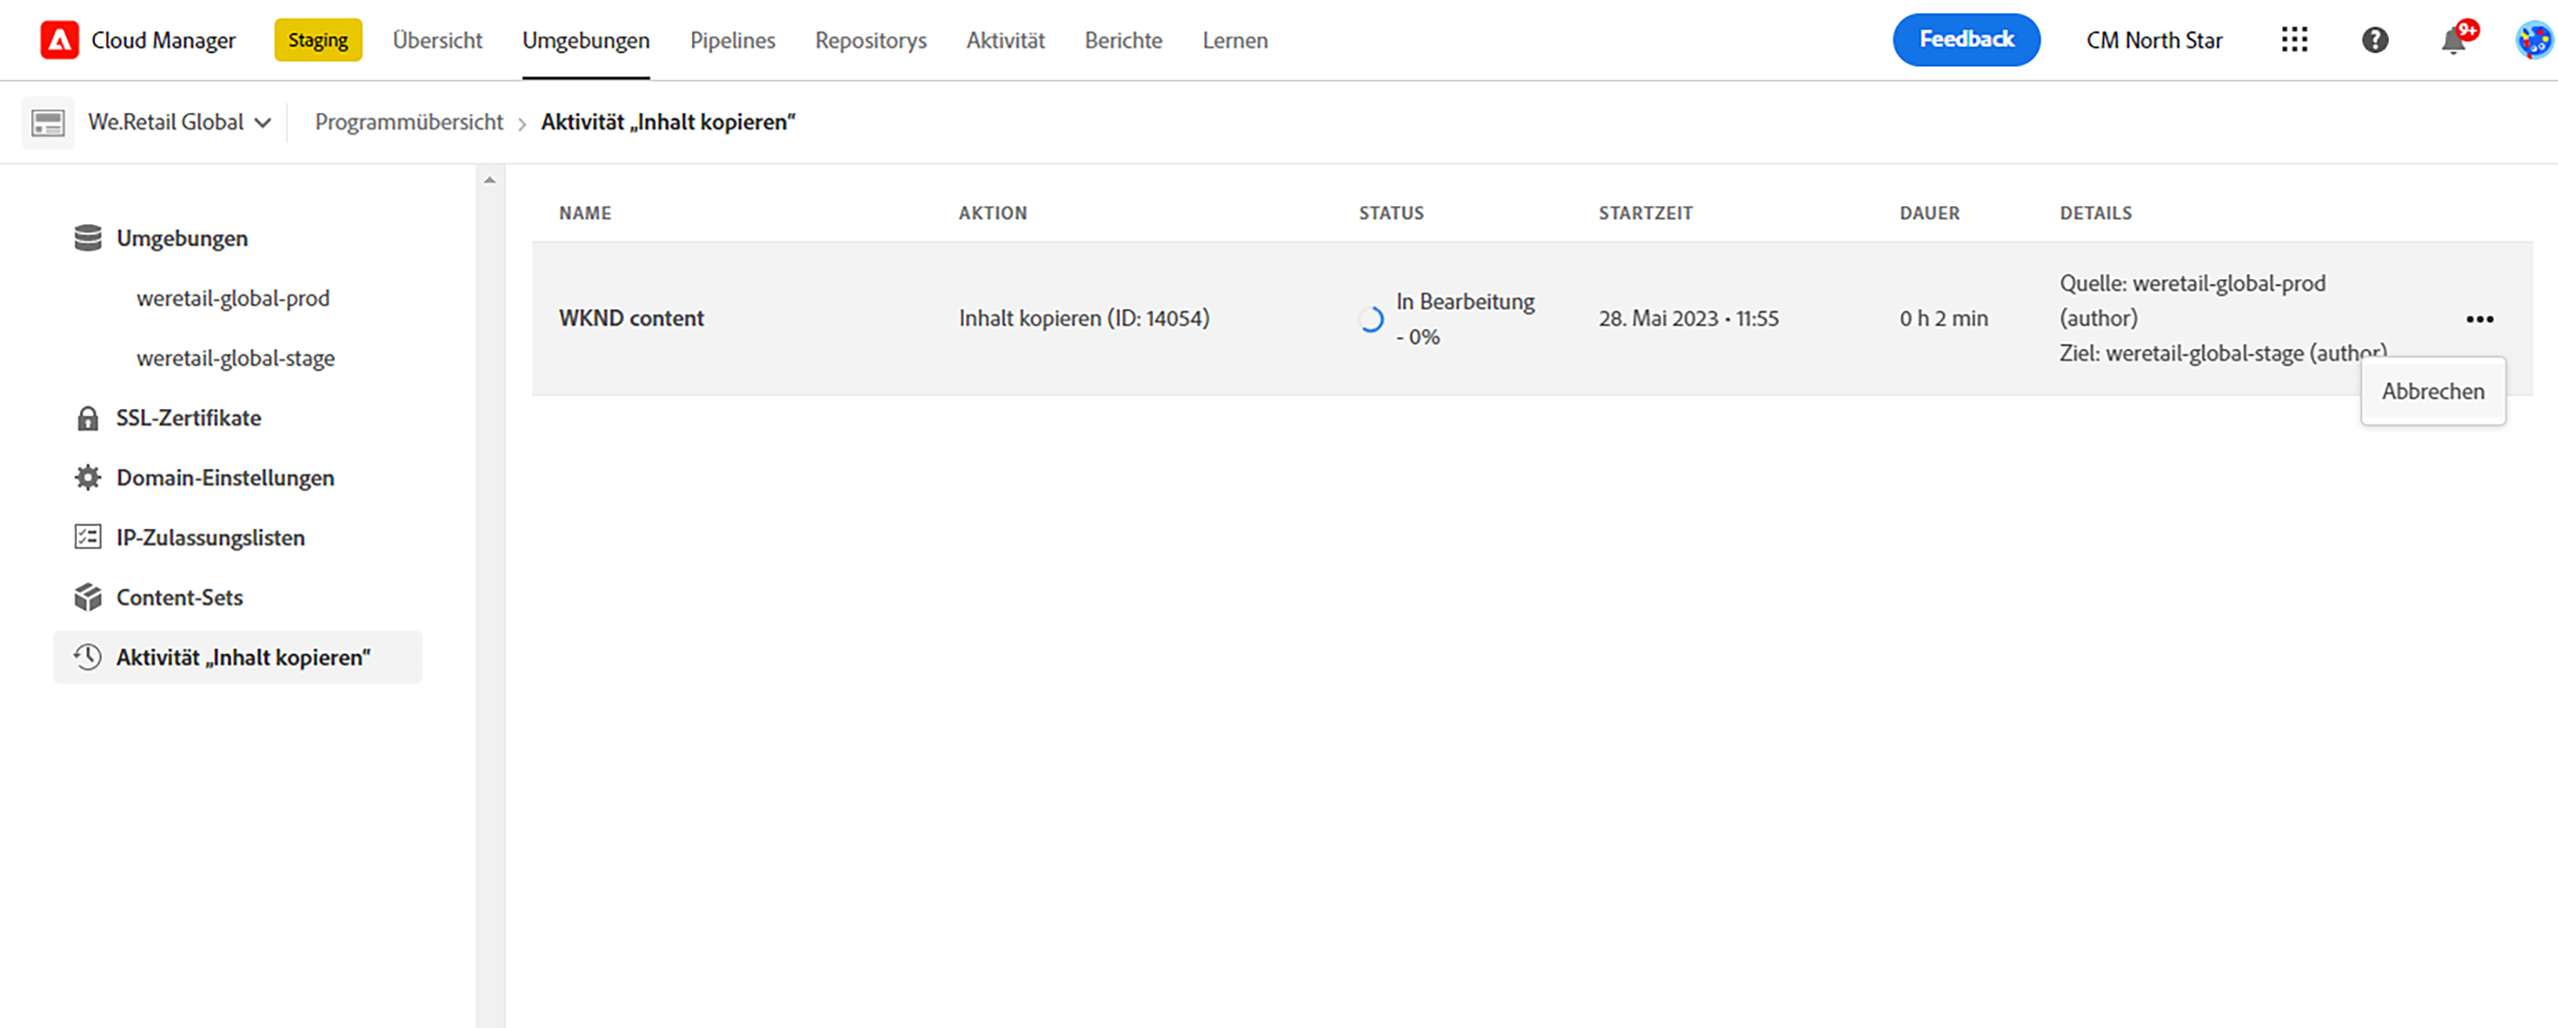 Cloud Manager Staging Übersicht Umgebungen Pipelines Repositorys Aktivität Berichte Lernen Feedback CM North Star 9+
We.Retail Global Programmübersicht › Aktivität „Inhalt kopieren“
Umgebungen
weretail-global-prod
weretail-global-stage
SSL-Zertifikate
Domain-Einstellungen
IP-Zulassungslisten
Content-Sets
Aktivität „Inhalt kopieren“
NAME AKTION STATUS STARTZEIT DAUER DETAILS
WKND content
Inhalt kopieren (ID: 14054)
In Bearbeitung
- 0%
28. Mai 2023 • 11:55
0 h 2 min
Quelle: weretail-global-prod
(author)
Ziel: weretail-global-stage (author)
Abbrechen